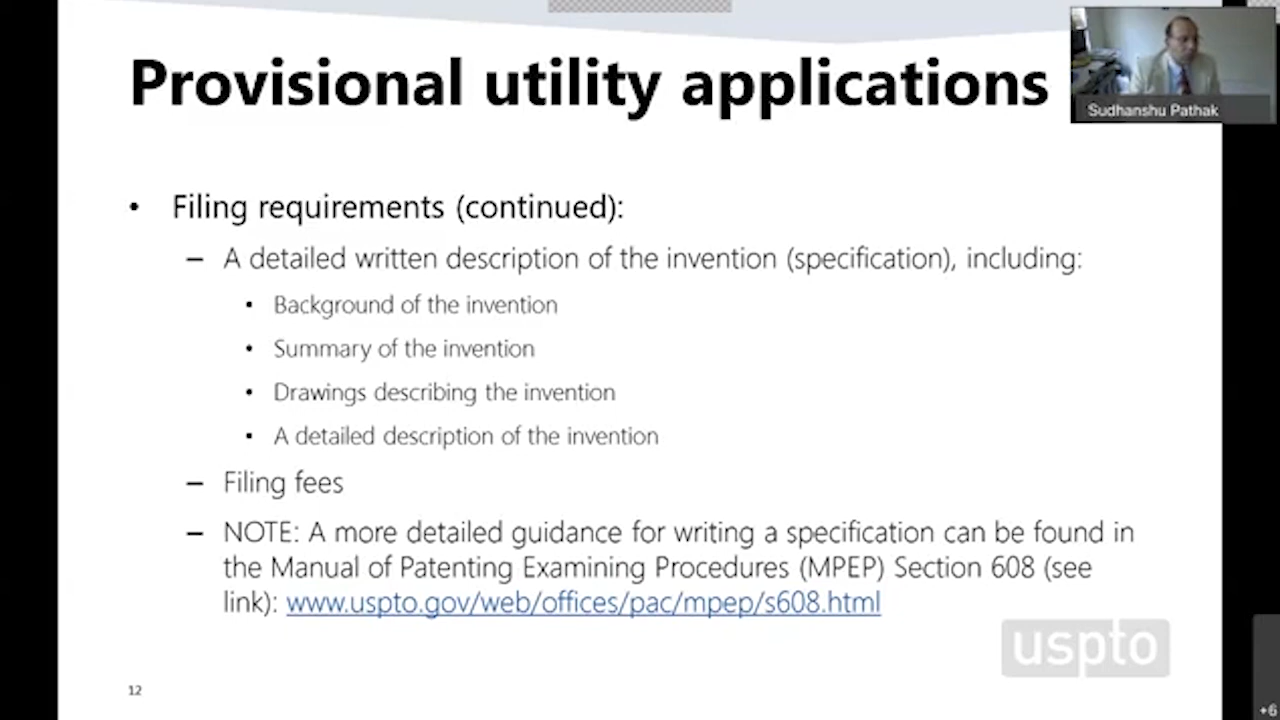 Provisional utility applications
Sudhanshu Pathak
• Filing requirements (continued):
– A detailed written description of the invention (specification), including:
• Background of the invention
• Summary of the invention
• Drawings describing the invention
• A detailed description of the invention
– Filing fees
– NOTE: A more detailed guidance for writing a specification can be found in
the Manual of Patenting Examining Procedures (MPEP) Section 608 (see
link): www.uspto.gov/web/offices/pac/mpep/s608.html
uspto
12
+6